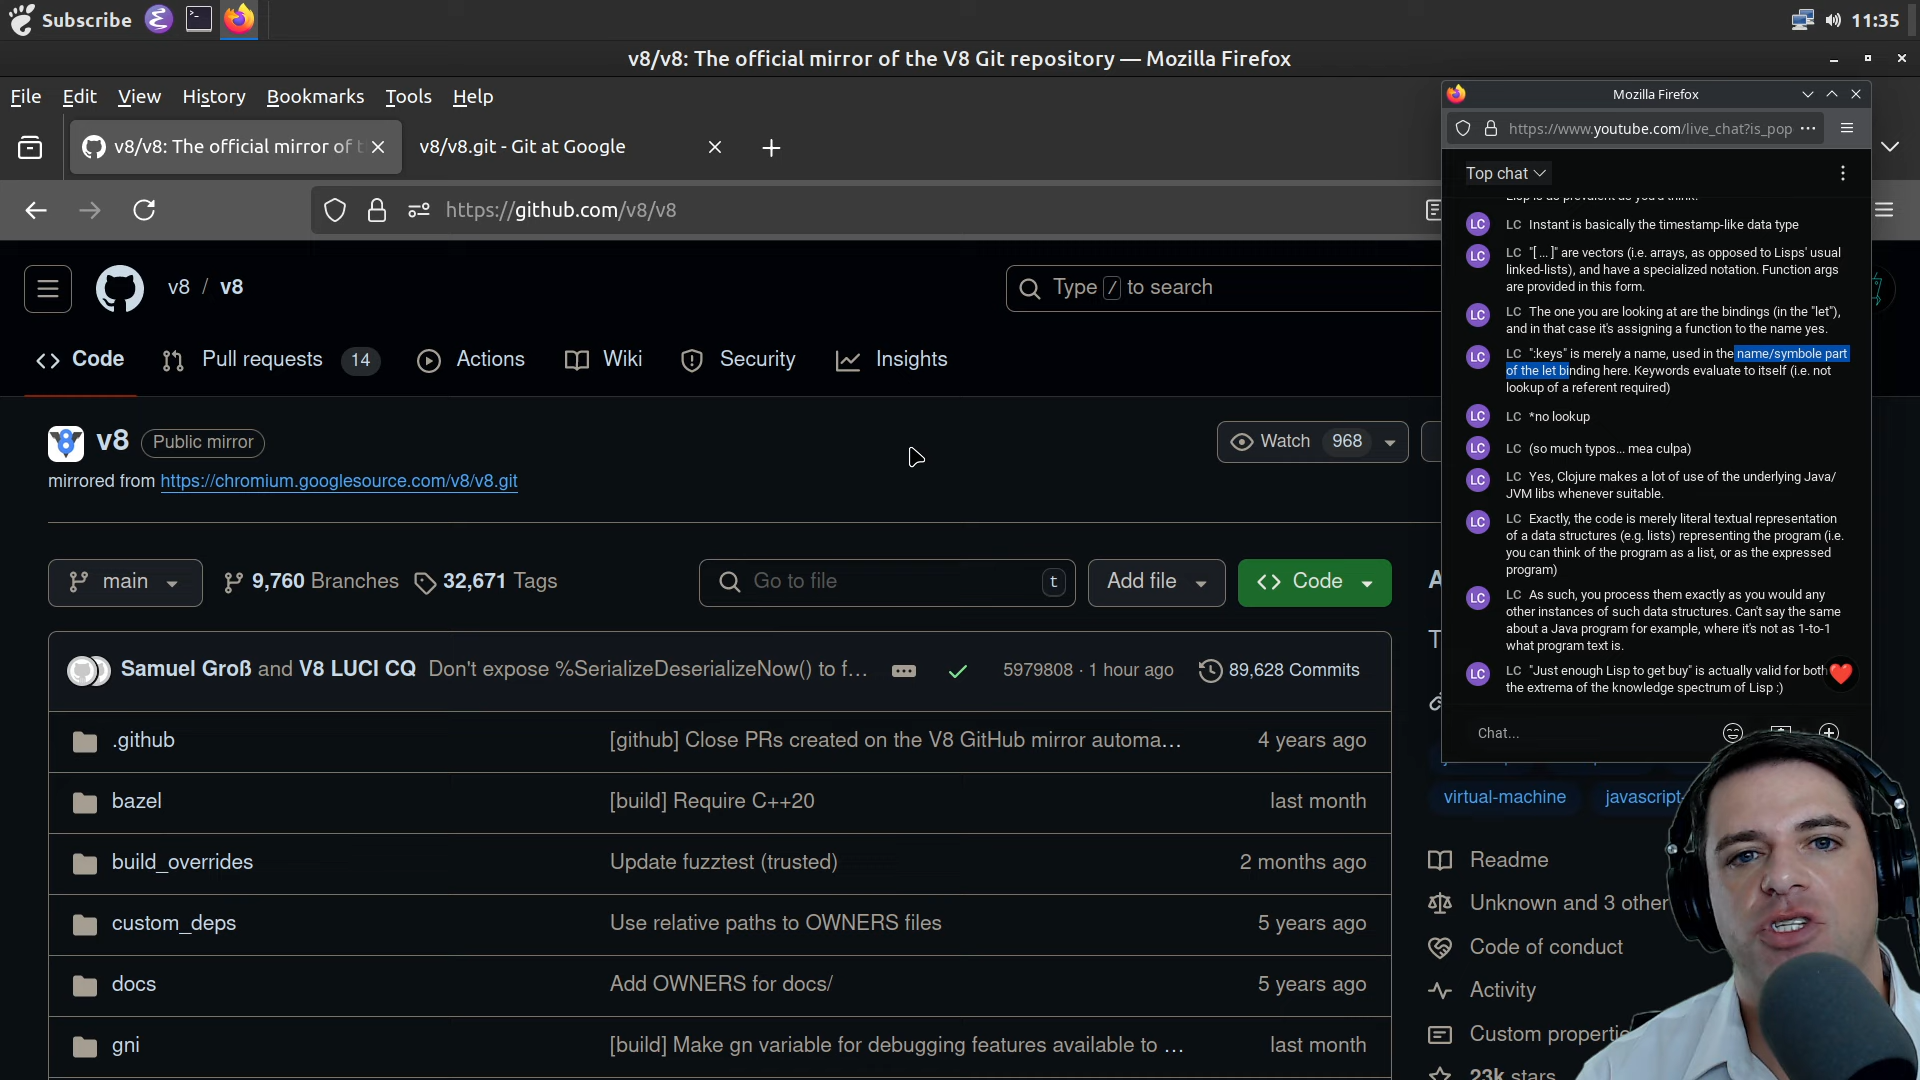 Subscribe
11:35
v8/v8: The official mirror of the V8 Git repository — Mozilla Firefox
File Edit View History Bookmarks Tools Help
v8/v8: The official mirror of t
v8/v8.git - Git at Google
https://github.com/v8/v8
v8 / v8
Type / to search
Code
Pull requests 14
Actions
Wiki
Security
Insights
v8 Public mirror
Watch 968
mirrored from https://chromium.googlesource.com/v8/v8.git
main
9,760 Branches
32,671 Tags
Go to file t
Add file
Code
Samuel Groß and V8 LUCI CQ Don't expose %SerializeDeserializeNow() to f...
5979808 · 1 hour ago
89,628 Commits
.github [github] Close PRs created on the V8 GitHub mirror automa... 4 years ago
bazel [build] Require C++20 last month
build_overrides Update fuzztest (trusted) 2 months ago
custom_deps Use relative paths to OWNERS files 5 years ago
docs Add OWNERS for docs/ 5 years ago
gni [build] Make gn variable for debugging features available to ... last month
Mozilla Firefox
https://www.youtube.com/live_chat?is_pop
Top chat
LC LC Instant is basically the timestamp-like data type
LC LC "[ ... ]" are vectors (i.e. arrays, as opposed to Lisps' usual
linked-lists), and have a specialized notation. Function args
are provided in this form.
LC LC The one you are looking at are the bindings (in the "let"),
and in that case it's assigning a function to the name yes.
LC LC ":keys" is merely a name, used in the name/symbole part
of the let binding here. Keywords evaluate to itself (i.e. not
lookup of a referent required)
LC LC *no lookup
LC LC (so much typos... mea culpa)
LC LC Yes, Clojure makes a lot of use of the underlying Java/
JVM libs whenever suitable.
LC LC Exactly, the code is merely literal textual representation
of a data structures (e.g. lists) representing the program (i.e.
you can think of the program as a list, or as the expressed
program)
LC LC As such, you process them exactly as you would any
other instances of such data structures. Can't say the same
about a Java program for example, where it's not as 1-to-1
what program text is.
LC LC "Just enough Lisp to get buy" is actually valid for both
the extrema of the knowledge spectrum of Lisp :)
Chat...
virtual-machine
javascript-
Readme
Unknown and 3 other
Code of conduct
Activity
Custom properti
23k stars